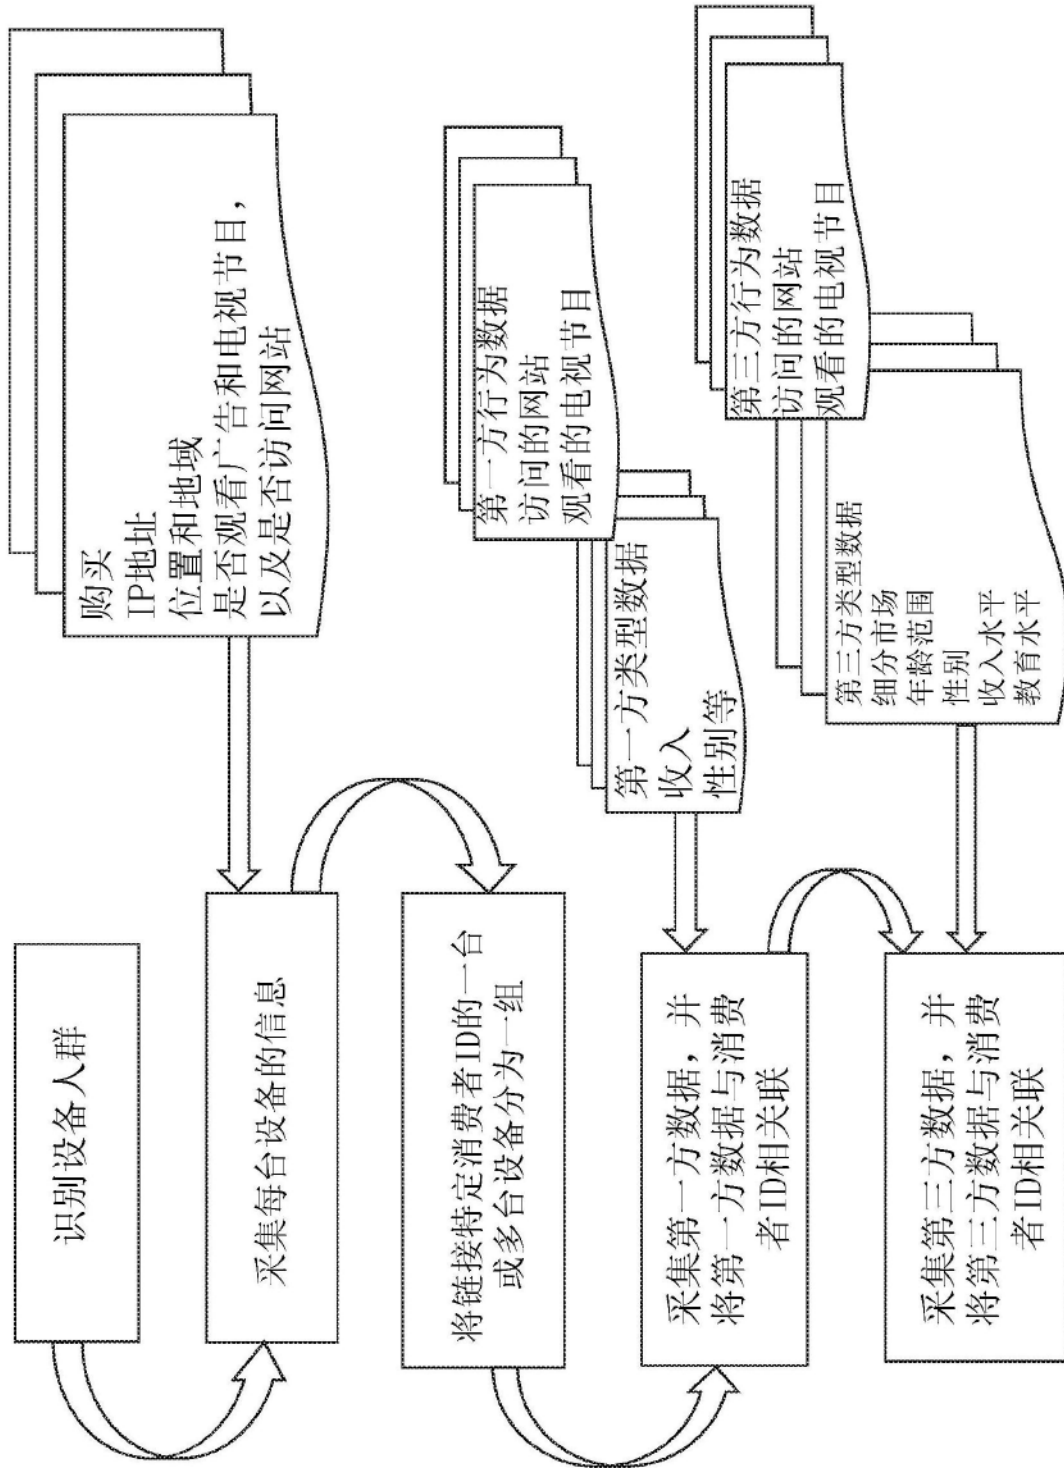 识别设备人群
采集每台设备的信息
购买
IP地址
位置和地域
是否观看广告和电视节目，
以及是否访问网站
将链接特定消费者ID的一台
或多台设备分为一组
采集第一方数据，并
将第一方数据与消费
者ID相关联
第一方类型数据
收入
性别等
第一方行为数据
访问的网站
观看的电视节目
采集第三方数据，并
将第三方数据与消费
者ID相关联
第三方类型数据
细分市场
年龄范围
性别
收入水平
教育水平
第三方行为数据
访问的网站
观看的电视节目